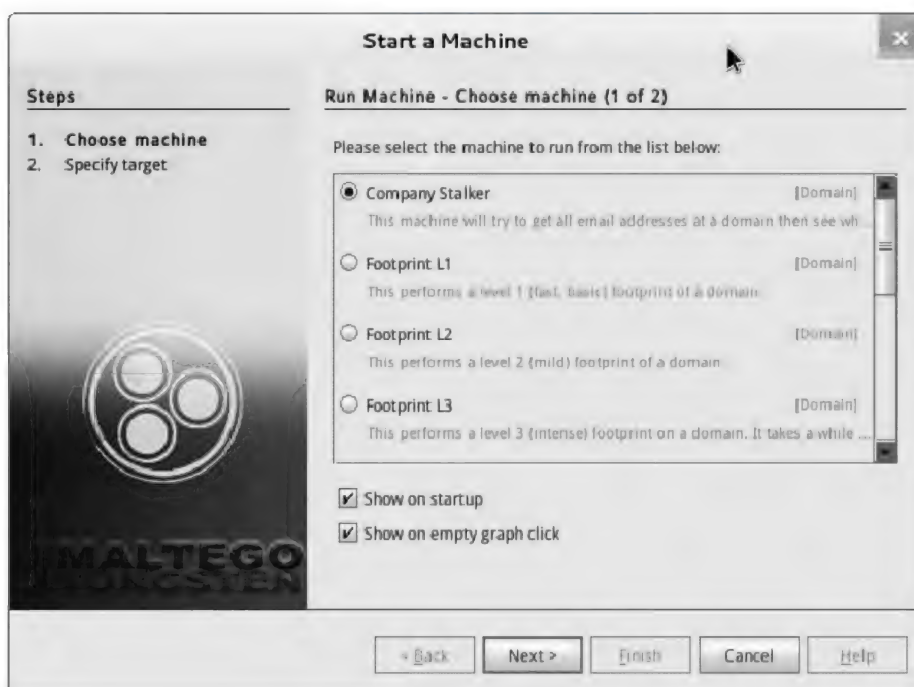 Start a Machine
Steps
1. Choose machine
2. Specify target
Run Machine - Choose machine (1 of 2)
Please select the machine to run from the list below:
Company Stalker [Domain]
This machine will try to get all email addresses at a domain then see wh...
Footprint L1 [Domain]
This performs a level 1 (fast, basic) footprint of a domain.
Footprint L2 [Domain]
This performs a level 2 (mild) footprint of a domain.
Footprint L3 [Domain]
This performs a level 3 (intense) footprint on a domain. It takes a while ...
Show on startup
Show on empty graph click
MALTEGO
< Back
Next >
Finish
Cancel
Help